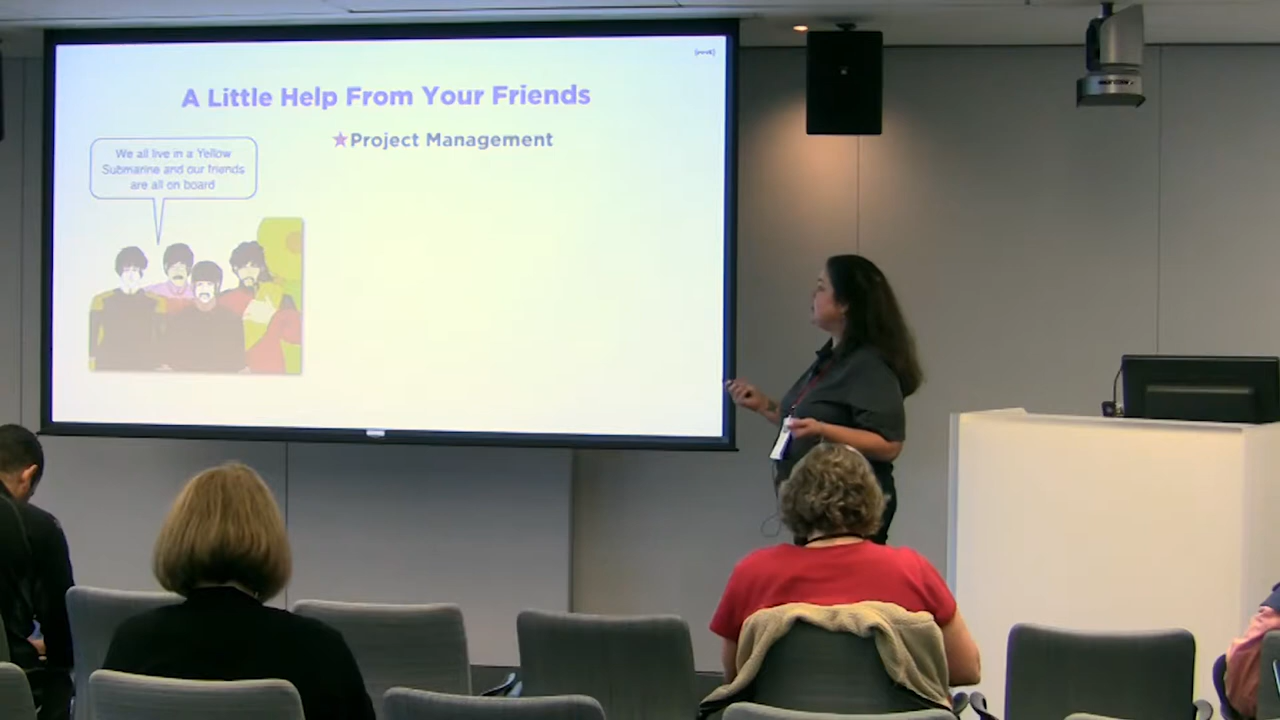 A Little Help From Your Friends
★Project Management
We all live in a Yellow
Submarine and our friends
are all on board